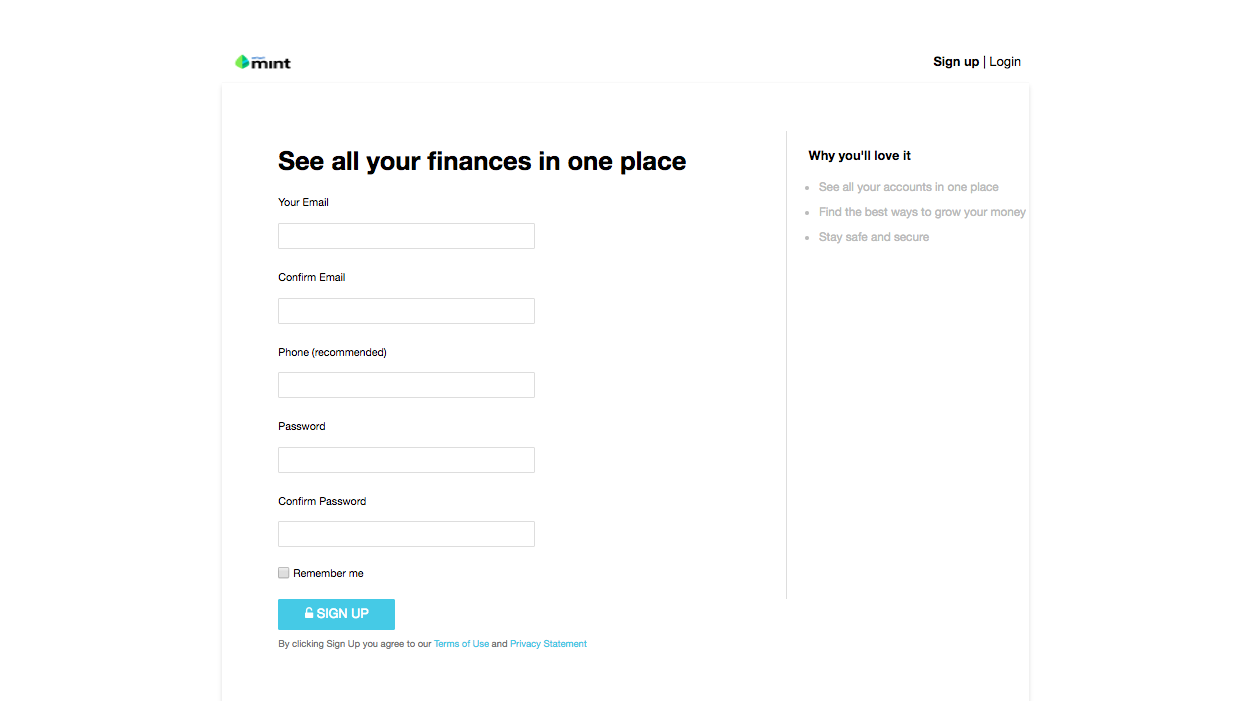 mint
Sign up | Login
See all your finances in one place
Your Email
Confirm Email
Phone (recommended)
Password
Confirm Password
Remember me
SIGN UP
By clicking Sign Up you agree to our Terms of Use and Privacy Statement
Why you'll love it
See all your accounts in one place
Find the best ways to grow your money
Stay safe and secure